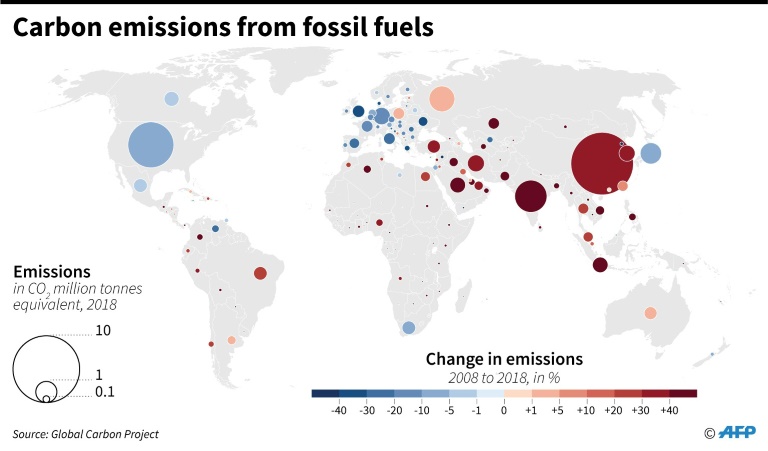 Carbon emissions from fossil fuels
Emissions
in CO₂ million tonnes
equivalent, 2018
10
1
0.1
Change in emissions
2008 to 2018, in %
-40 -30 -20 -10 -5 -1 0 +1 +5 +10 +20 +30 +40
Source: Global Carbon Project
© AFP